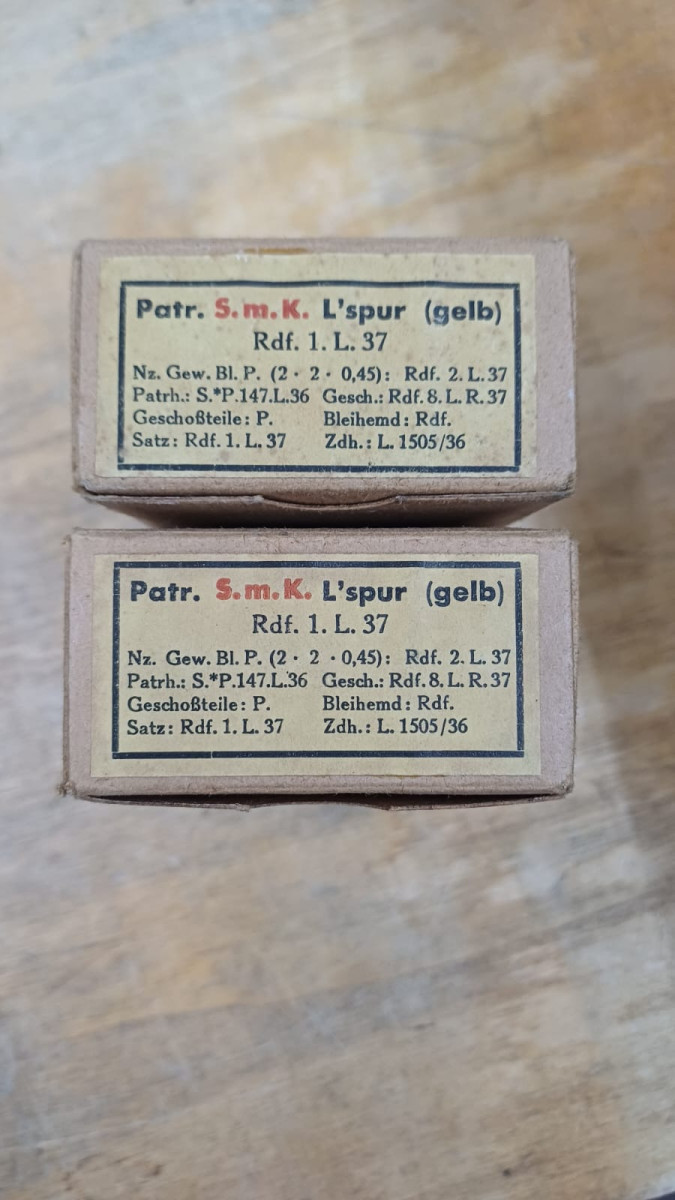 Patr. S.m.K. L'spur (gelb)
Rdf. 1. L. 37
Nz. Gew. Bl. P. (2 · 2 · 0,45): Rdf. 2. L. 37
Patrh.: S.*P.147.L.36 Gesch.: Rdf. 8. L. R. 37
Geschoßteile: P. Bleihemd: Rdf.
Satz: Rdf. 1. L. 37 Zdh.: L. 1505/36
Patr. S.m.K. L'spur (gelb)
Rdf. 1. L. 37
Nz. Gew. Bl. P. (2 · 2 · 0,45): Rdf. 2. L. 37
Patrh.: S.*P.147.L.36 Gesch.: Rdf. 8. L. R. 37
Geschoßteile: P. Bleihemd: Rdf.
Satz: Rdf. 1. L. 37 Zdh.: L. 1505/36